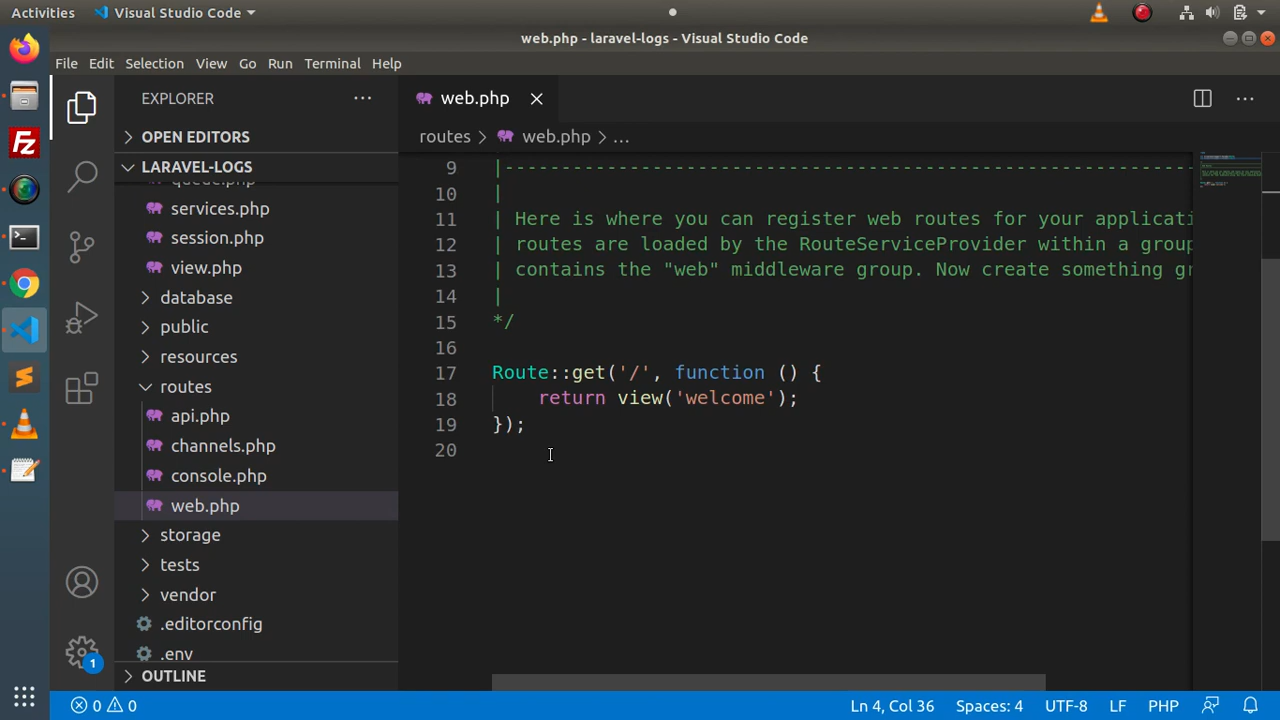 Activities
Visual Studio Code
web.php - laravel-logs - Visual Studio Code
File Edit Selection View Go Run Terminal Help
EXPLORER
OPEN EDITORS
LARAVEL-LOGS
queue.php
services.php
session.php
view.php
database
public
resources
routes
api.php
channels.php
console.php
web.php
storage
tests
vendor
.editorconfig
.env
OUTLINE
1
web.php
routes > web.php > ...
9 |--------------------------------------------------------------
10 |
11 | Here is where you can register web routes for your applicati
12 | routes are loaded by the RouteServiceProvider within a group
13 | contains the "web" middleware group. Now create something gr
14 |
15 */
16
17 Route::get('/', function () {
18 return view('welcome');
19 });
20
0 0
Ln 4, Col 36 Spaces: 4 UTF-8 LF PHP